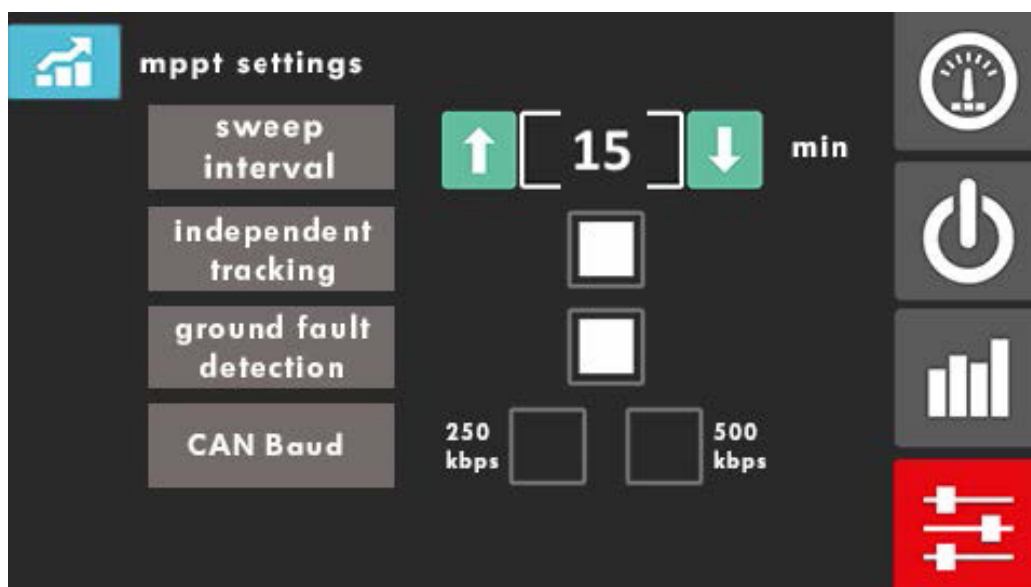 mppt settings
sweep
interval
15
min
independent
tracking
ground fault
detection
CAN Baud
250
kbps
500
kbps